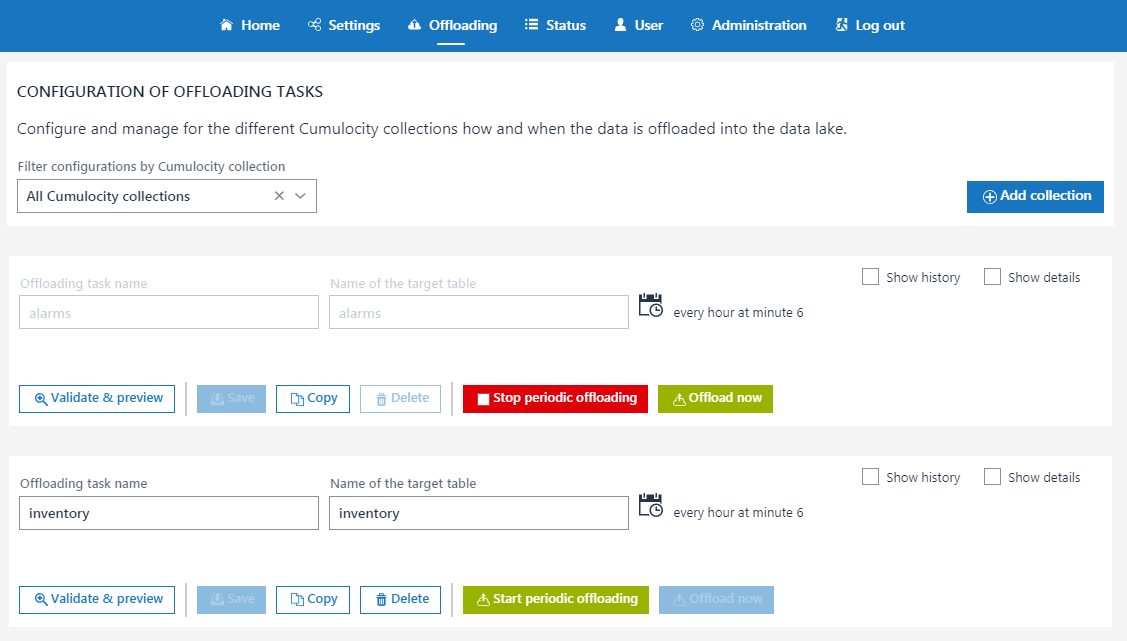 Home Settings Offloading Status User Administration Log out
CONFIGURATION OF OFFLOADING TASKS
Configure and manage for the different Cumulocity collections how and when the data is offloaded into the data lake.
Filter configurations by Cumulocity collection
All Cumulocity collections
Add collection
Show history Show details
Offloading task name Name of the target table
alarms alarms every hour at minute 6
Validate & preview Save Copy Delete Stop periodic offloading Offload now
Show history Show details
Offloading task name Name of the target table
inventory inventory every hour at minute 6
Validate & preview Save Copy Delete Start periodic offloading Offload now